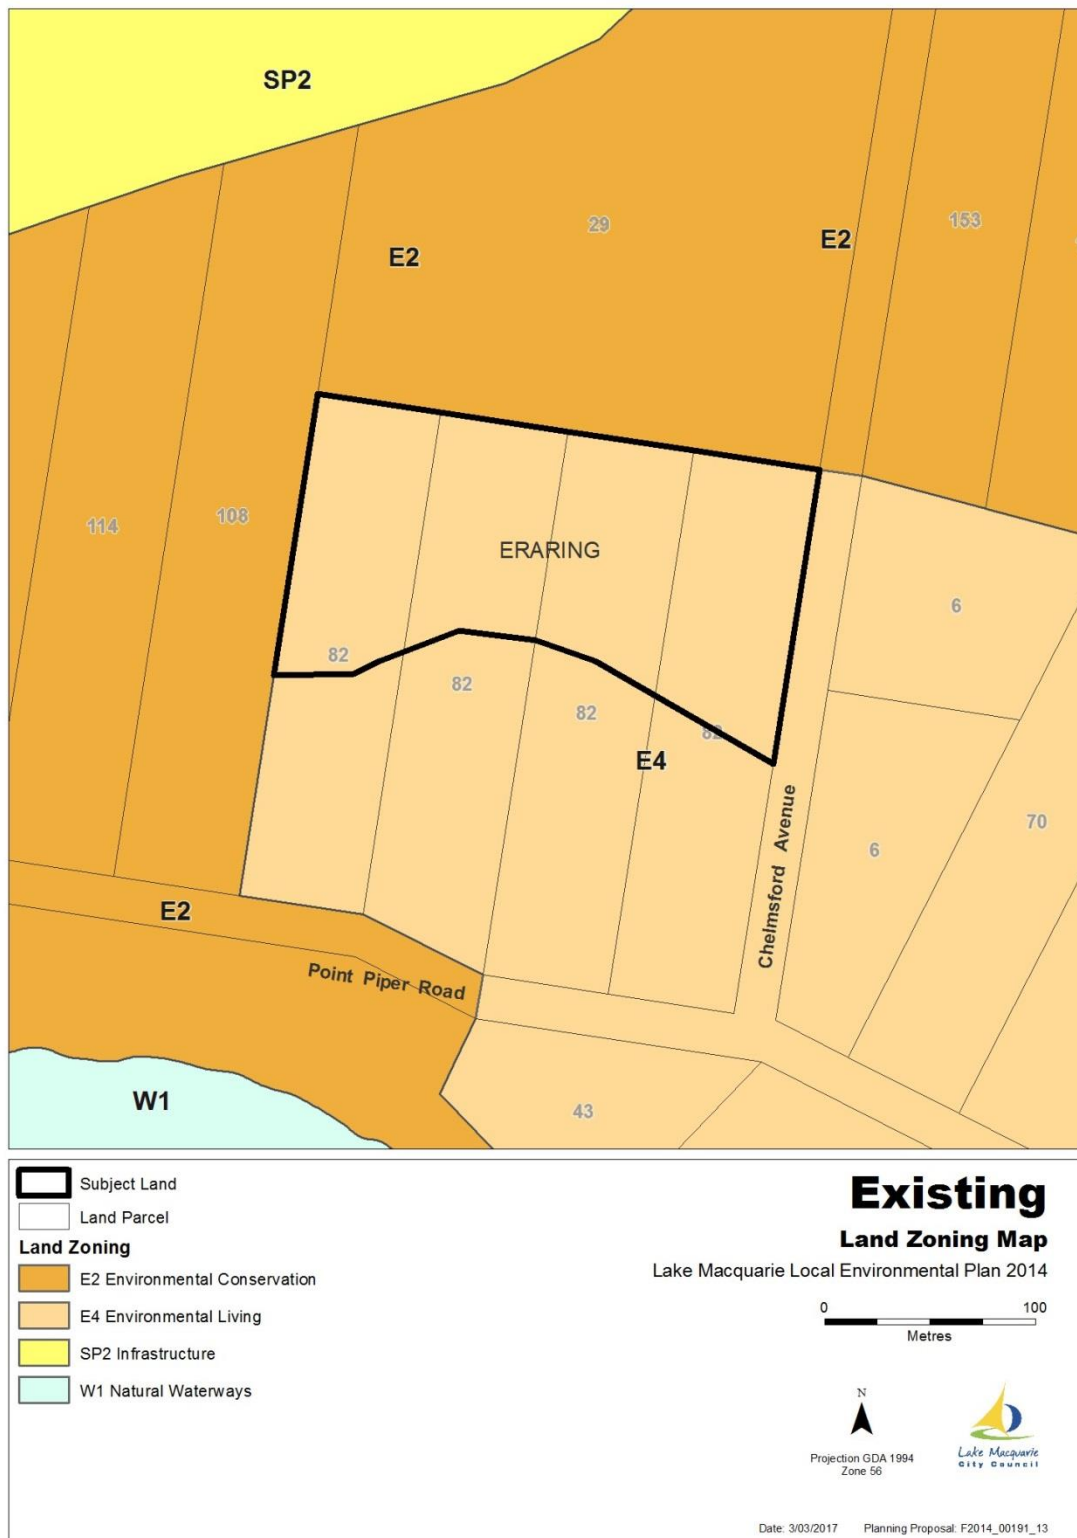 SP2
29
153
E2
E2
114
108
ERARING
6
82
82
82
82
E4
70
6
Chelmsford Avenue
E2
Point Piper Road
W1
43
Subject Land
Land Parcel
Land Zoning
E2 Environmental Conservation
E4 Environmental Living
SP2 Infrastructure
W1 Natural Waterways
Existing
Land Zoning Map
Lake Macquarie Local Environmental Plan 2014
0 100
Metres
N
Projection GDA 1994
Zone 56
Lake Macquarie
City Council
Date: 3/03/2017 Planning Proposal: F2014_00191_13